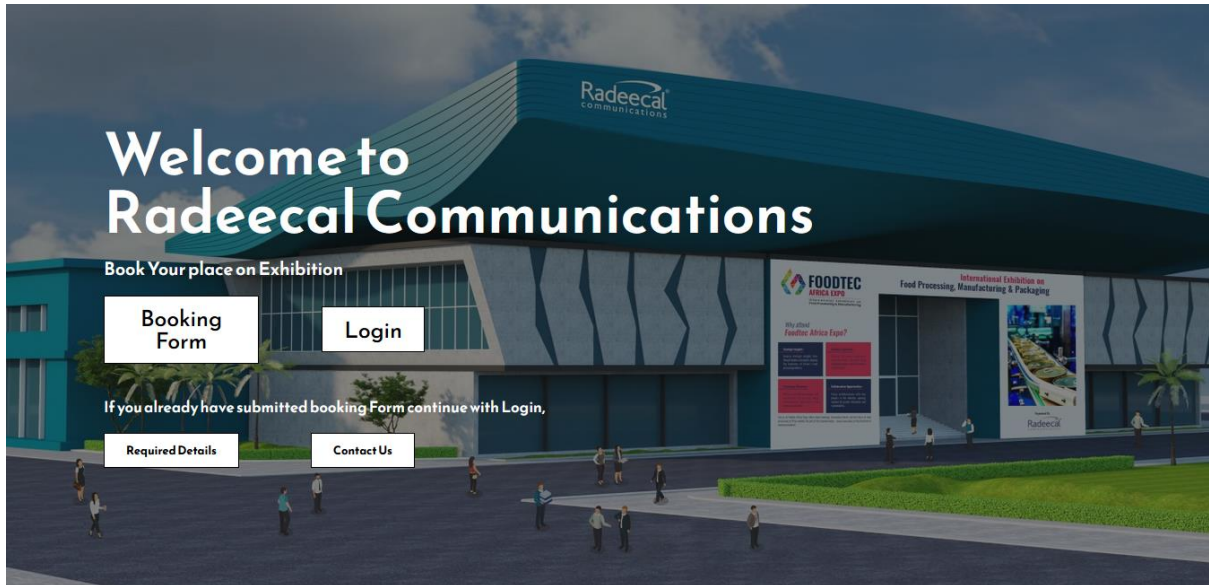 Radeecal
communications
Welcome to
Radeecal Communications
Book Your place on Exhibition
Booking
Form
Login
If you already have submitted booking Form continue with Login,
Required Details
Contact Us
FOODTEC
AFRICA EXPO
International Exhibition on
Food Processing, Manufacturing & Packaging
Why attend
Foodtec Africa Expo?
Radeecal